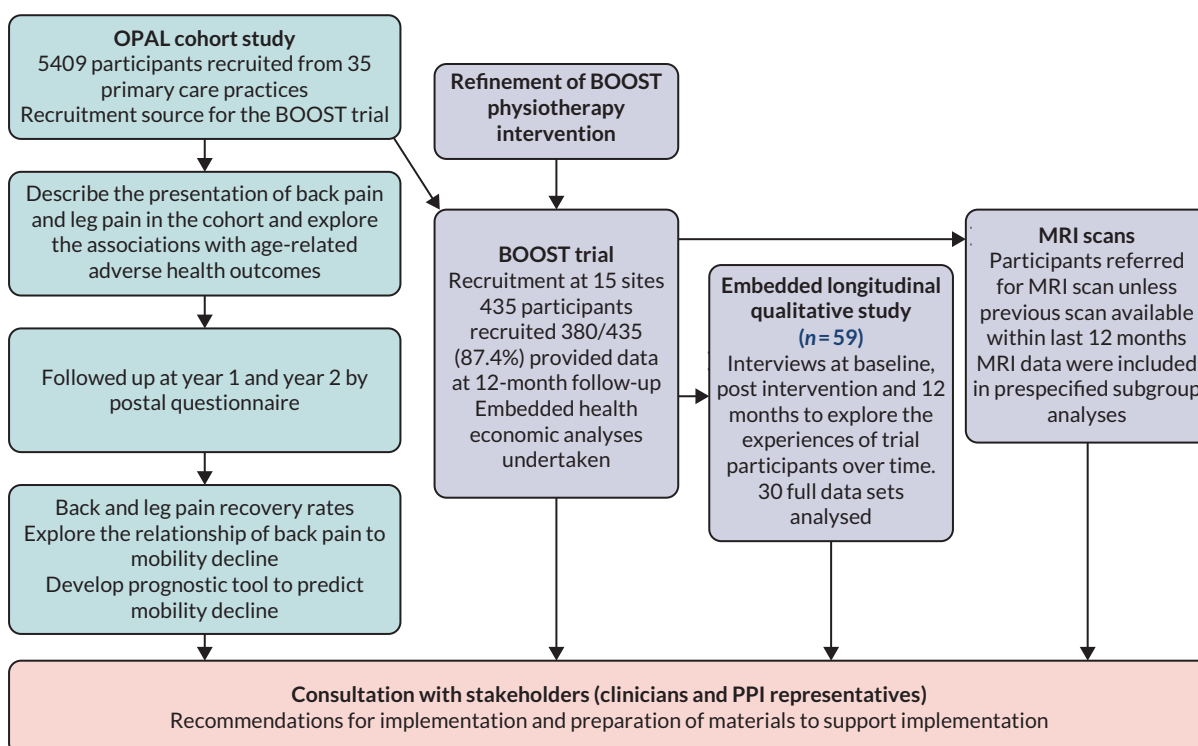 OPAL cohort study
5409 participants recruited from 35
primary care practices
Recruitment source for the BOOST trial
Describe the presentation of back pain
and leg pain in the cohort and explore
the associations with age-related
adverse health outcomes
Followed up at year 1 and year 2 by
postal questionnaire
Back and leg pain recovery rates
Explore the relationship of back pain to
mobility decline
Develop prognostic tool to predict
mobility decline
Refinement of BOOST
physiotherapy
intervention
BOOST trial
Recruitment at 15 sites
435 participants
recruited 380/435
(87.4%) provided data
at 12-month follow-up
Embedded health
economic analyses
undertaken
Embedded longitudinal
qualitative study
(n = 59)
Interviews at baseline,
post intervention and 12
months to explore the
experiences of trial
participants over time.
30 full data sets
analysed
MRI scans
Participants referred
for MRI scan unless
previous scan available
within last 12 months
MRI data were included
in prespecified subgroup
analyses
Consultation with stakeholders (clinicians and PPI representatives)
Recommendations for implementation and preparation of materials to support implementation